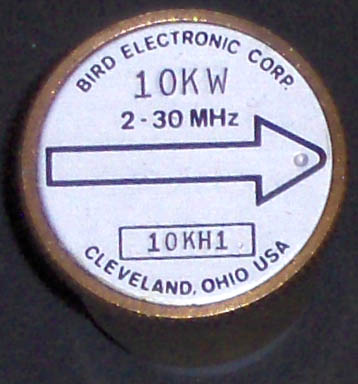 BIRD ELECTRONIC CORP.
10KW
2-30 MHz
10KH1
CLEVELAND, OHIO USA